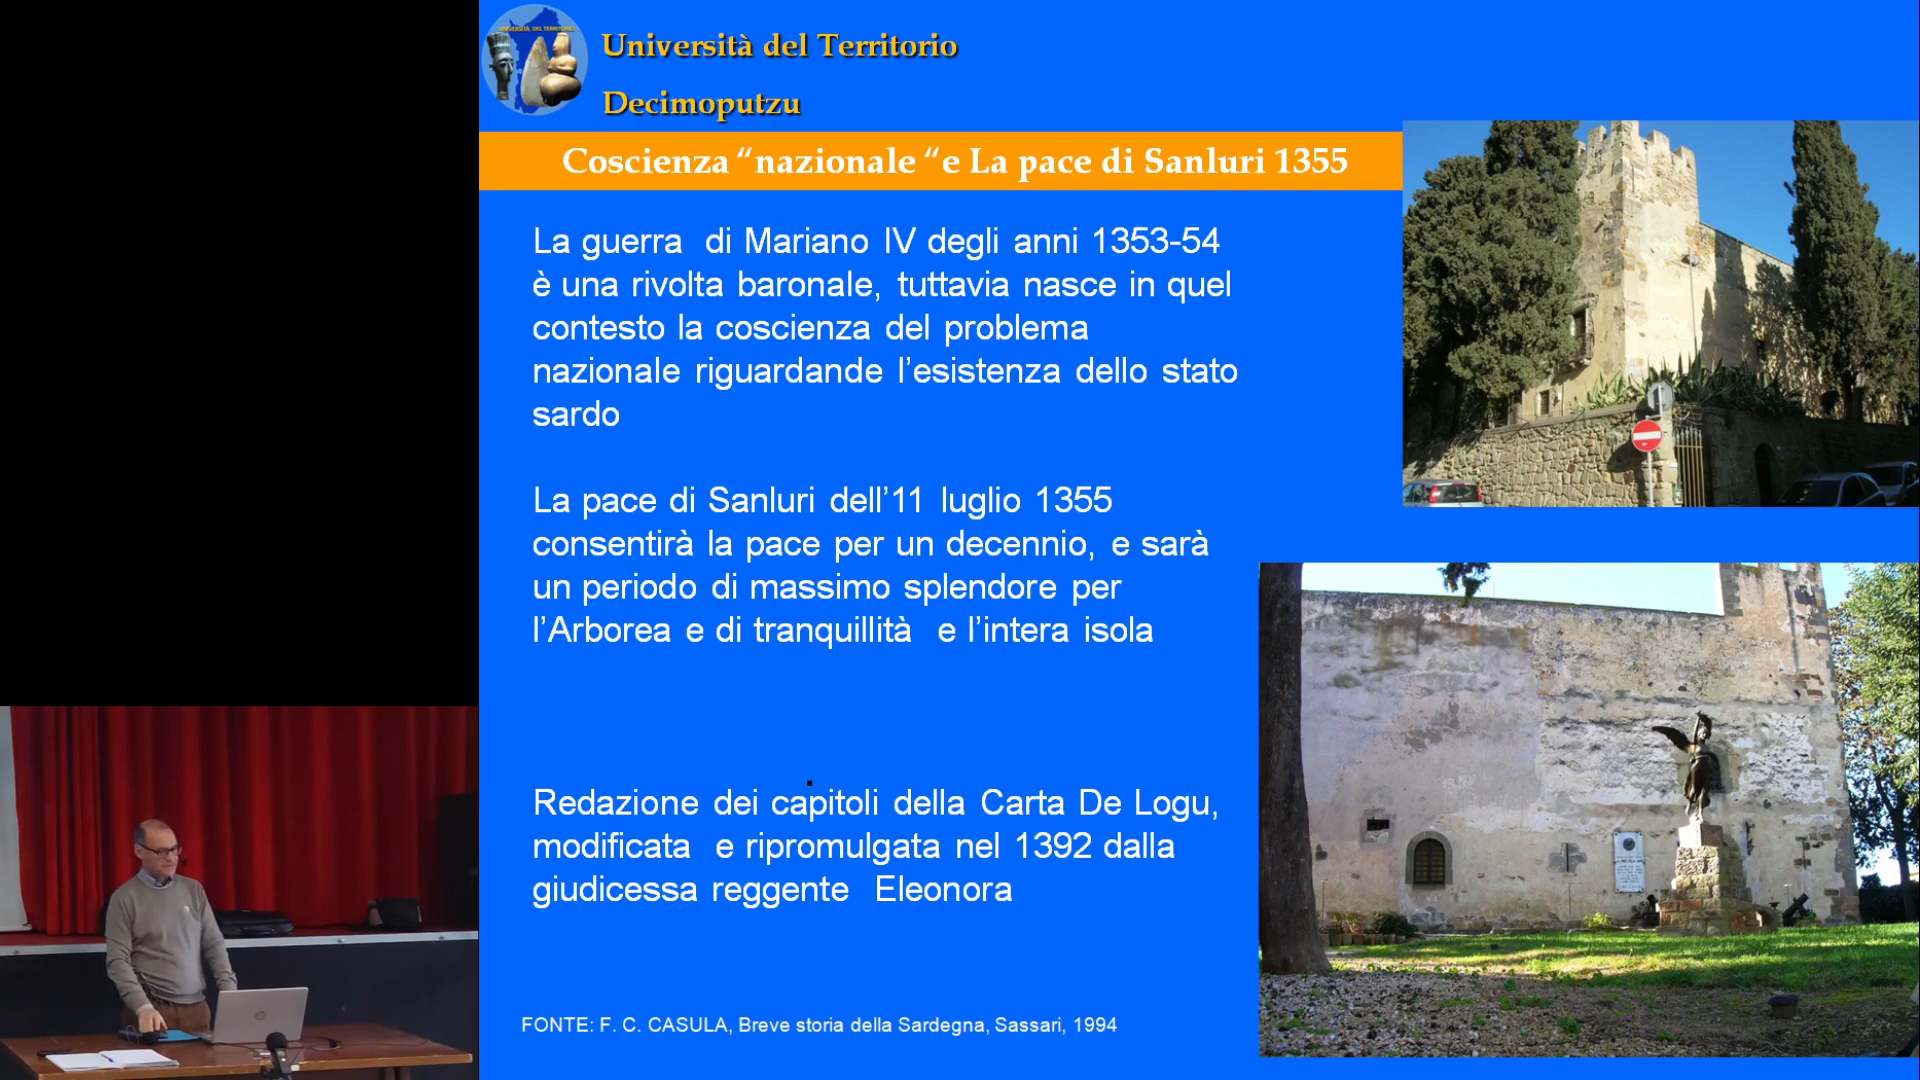 UNIVERSITÀ DEL TERRITORIO
Università del Territorio
Decimoputzu
Coscienza “nazionale “e La pace di Sanluri 1355
La guerra di Mariano IV degli anni 1353-54
è una rivolta baronale, tuttavia nasce in quel
contesto la coscienza del problema
nazionale riguardande l’esistenza dello stato
sardo
La pace di Sanluri dell’11 luglio 1355
consentirà la pace per un decennio, e sarà
un periodo di massimo splendore per
l’Arborea e di tranquillità e l’intera isola
Redazione dei capitoli della Carta De Logu,
modificata e ripromulgata nel 1392 dalla
giudicessa reggente Eleonora
FONTE: F. C. CASULA, Breve storia della Sardegna, Sassari, 1994
hp